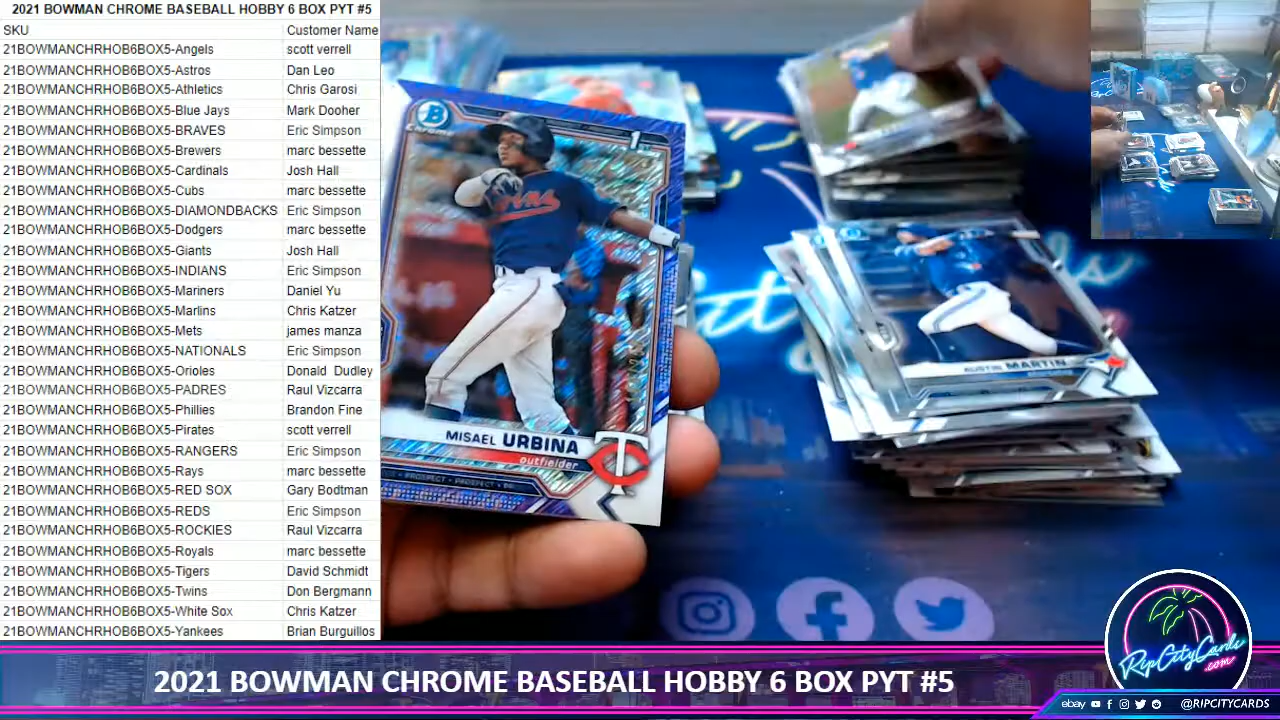 2021 BOWMAN CHROME BASEBALL HOBBY 6 BOX PYT #5
SKU Customer Name
21BOWMANCHRHOB6BOX5-Angels scott verrell
21BOWMANCHRHOB6BOX5-Astros Dan Leo
21BOWMANCHRHOB6BOX5-Athletics Chris Garosi
21BOWMANCHRHOB6BOX5-Blue Jays Mark Dooher
21BOWMANCHRHOB6BOX5-BRAVES Eric Simpson
21BOWMANCHRHOB6BOX5-Brewers marc bessette
21BOWMANCHRHOB6BOX5-Cardinals Josh Hall
21BOWMANCHRHOB6BOX5-Cubs marc bessette
21BOWMANCHRHOB6BOX5-DIAMONDBACKS Eric Simpson
21BOWMANCHRHOB6BOX5-Dodgers marc bessette
21BOWMANCHRHOB6BOX5-Giants Josh Hall
21BOWMANCHRHOB6BOX5-INDIANS Eric Simpson
21BOWMANCHRHOB6BOX5-Mariners Daniel Yu
21BOWMANCHRHOB6BOX5-Marlins Chris Katzer
21BOWMANCHRHOB6BOX5-Mets james manza
21BOWMANCHRHOB6BOX5-NATIONALS Eric Simpson
21BOWMANCHRHOB6BOX5-Orioles Donald Dudley
21BOWMANCHRHOB6BOX5-PADRES Raul Vizcarra
21BOWMANCHRHOB6BOX5-Phillies Brandon Fine
21BOWMANCHRHOB6BOX5-Pirates scott verrell
21BOWMANCHRHOB6BOX5-RANGERS Eric Simpson
21BOWMANCHRHOB6BOX5-Rays marc bessette
21BOWMANCHRHOB6BOX5-RED SOX Gary Bodtman
21BOWMANCHRHOB6BOX5-REDS Eric Simpson
21BOWMANCHRHOB6BOX5-ROCKIES Raul Vizcarra
21BOWMANCHRHOB6BOX5-Royals marc bessette
21BOWMANCHRHOB6BOX5-Tigers David Schmidt
21BOWMANCHRHOB6BOX5-Twins Don Bergmann
21BOWMANCHRHOB6BOX5-White Sox Chris Katzer
21BOWMANCHRHOB6BOX5-Yankees Brian Burguillos
B
Chrome
1
Twins
MISAEL URBINA
outfielder
PROSPECT • PROSPECT
AUSTIN MARTIN
RipCityCards
.com
2021 BOWMAN CHROME BASEBALL HOBBY 6 BOX PYT #5
ebay @RIPCITYCARDS